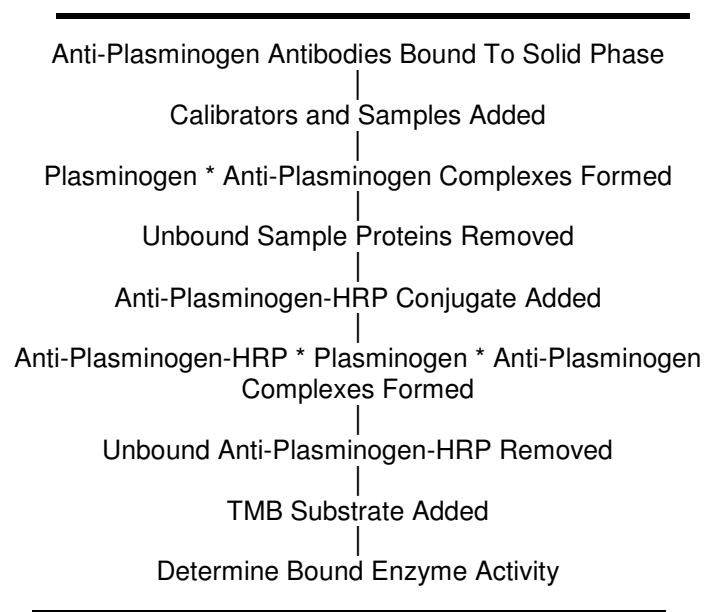 Anti-Plasminogen Antibodies Bound To Solid Phase
Calibrators and Samples Added
Plasminogen * Anti-Plasminogen Complexes Formed
Unbound Sample Proteins Removed
Anti-Plasminogen-HRP Conjugate Added
Anti-Plasminogen-HRP * Plasminogen * Anti-Plasminogen
Complexes Formed
Unbound Anti-Plasminogen-HRP Removed
TMB Substrate Added
Determine Bound Enzyme Activity